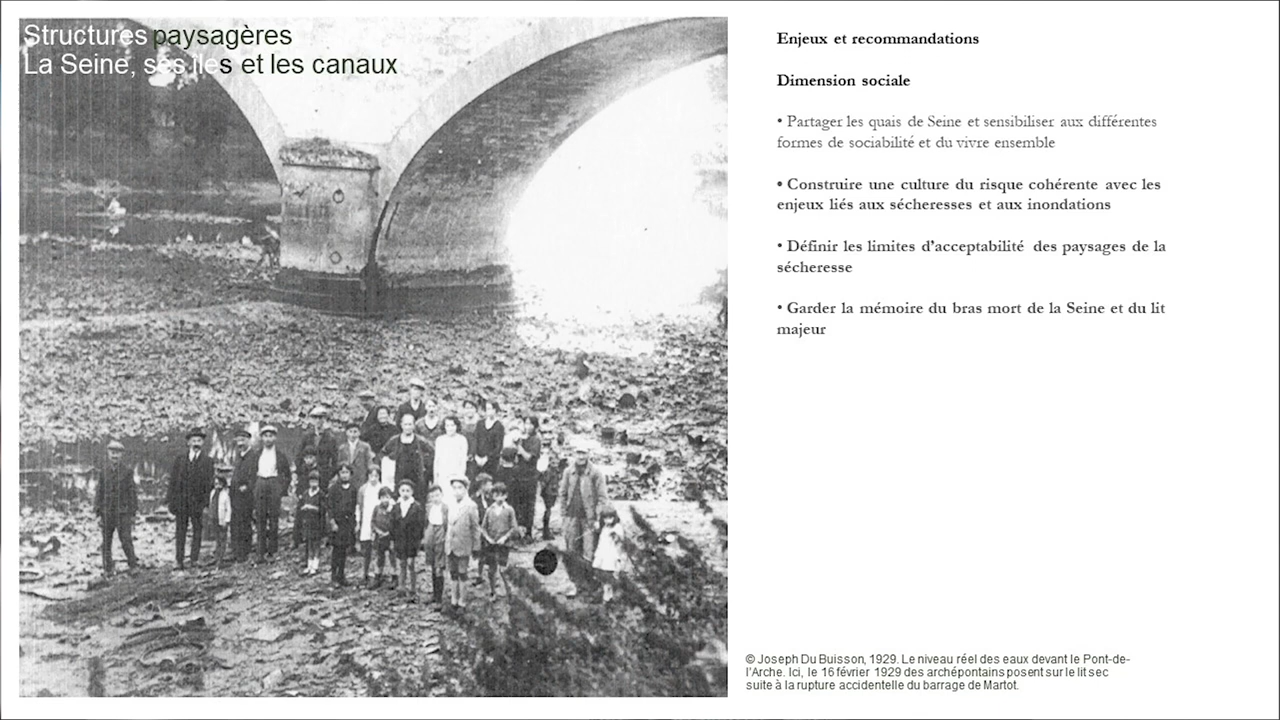 Structures paysagères
La Seine, ses îles et les canaux
Enjeux et recommandations
Dimension sociale
• Partager les quais de Seine et sensibiliser aux différentes
formes de sociabilité et du vivre ensemble
• Construire une culture du risque cohérente avec les
enjeux liés aux sécheresses et aux inondations
• Définir les limites d'acceptabilité des paysages de la
sécheresse
• Garder la mémoire du bras mort de la Seine et du lit
majeur
© Joseph Du Buisson, 1929. Le niveau réel des eaux devant le Pont-de-
l'Arche. Ici, le 16 février 1929 des archépontains posent sur le lit sec
suite à la rupture accidentelle du barrage de Martot.